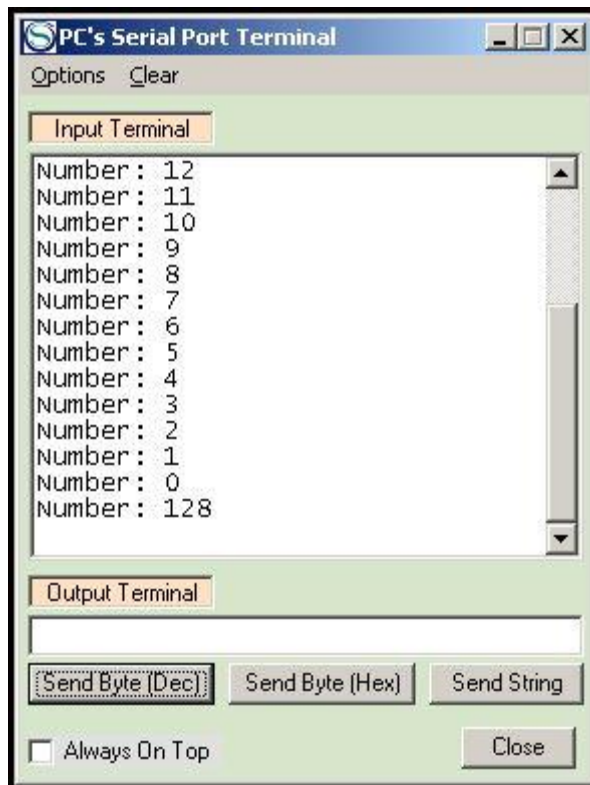 PC's Serial Port Terminal
Options Clear
Input Terminal
Number: 12
Number: 11
Number: 10
Number: 9
Number: 8
Number: 7
Number: 6
Number: 5
Number: 4
Number: 3
Number: 2
Number: 1
Number: 0
Number: 128
Output Terminal
Send Byte (Dec) Send Byte (Hex) Send String
Always On Top Close